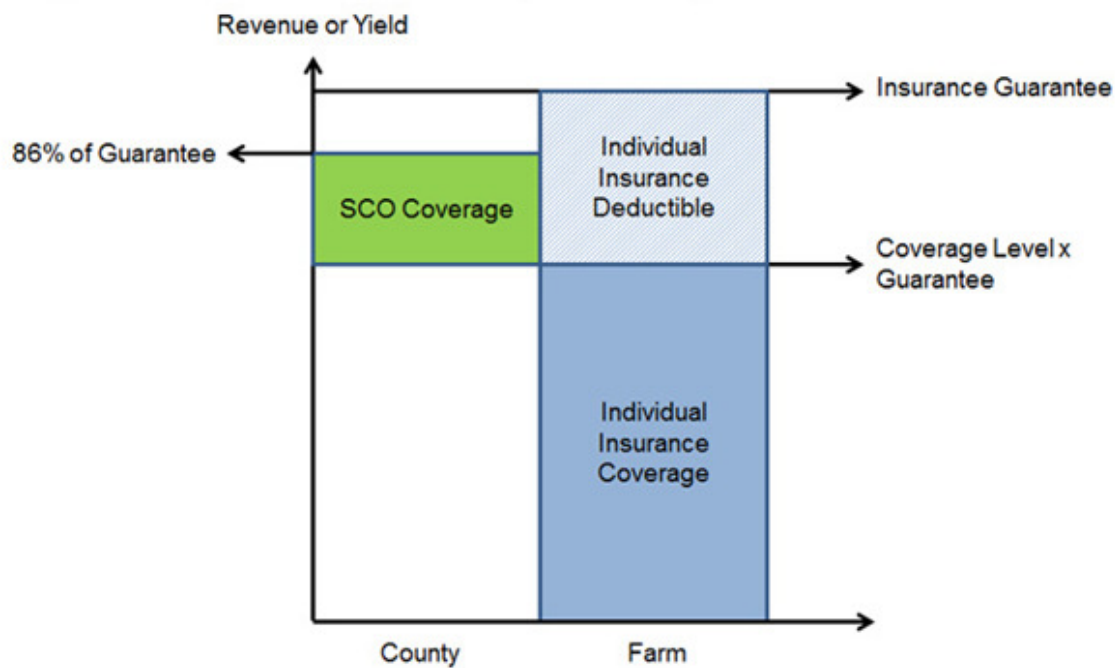 Revenue or Yield
Insurance Guarantee
86% of Guarantee
Individual
Insurance
Deductible
SCO Coverage
Coverage Level x
Guarantee
Individual
Insurance
Coverage
County
Farm